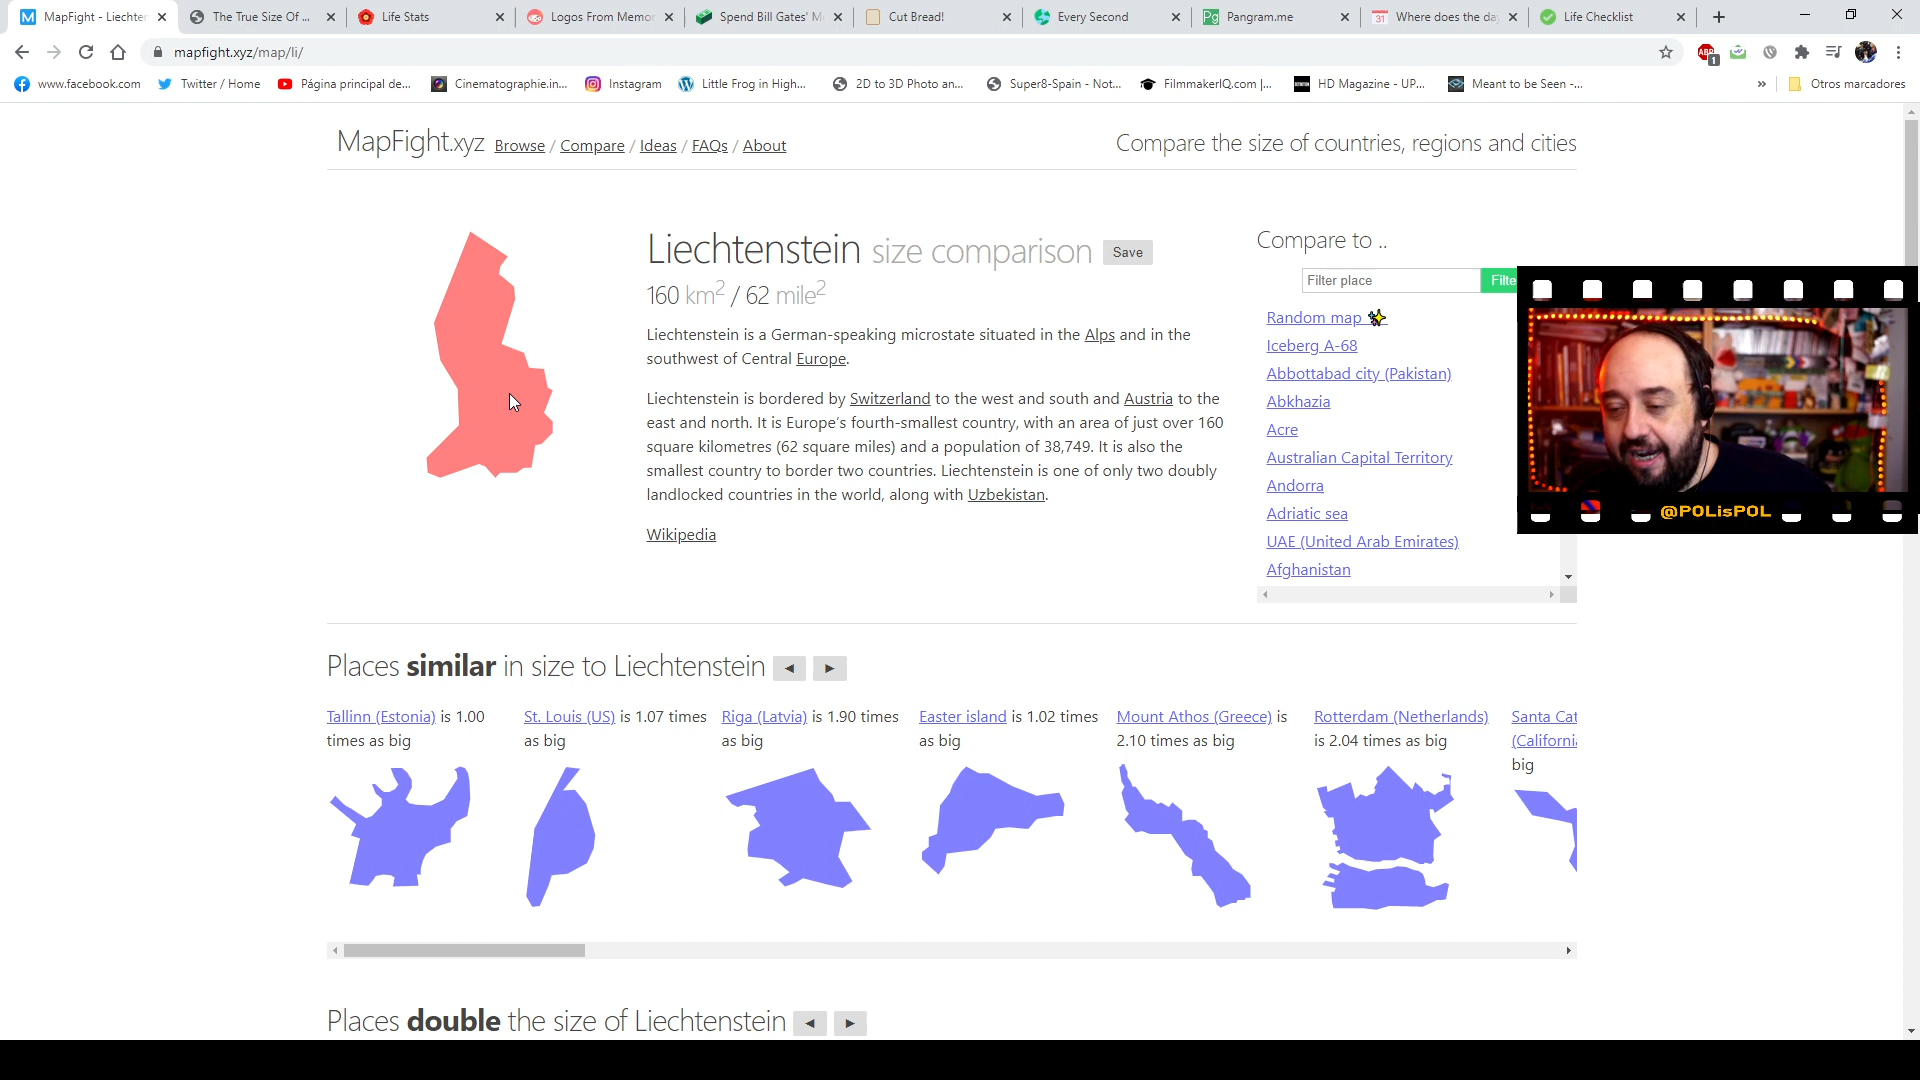 MapFight - Liechten
The True Size Of ...
Life Stats
Logos From Memor
Spend Bill Gates' M
Cut Bread!
Every Second
Pangram.me
Where does the da
Life Checklist
mapfight.xyz/map/li/
www.facebook.com
Twitter / Home
Página principal de...
Cinematographie.in...
Instagram
Little Frog in High...
2D to 3D Photo an...
Super8-Spain - Not...
FilmmakerIQ.com |...
HD Magazine - UP...
Meant to be Seen -...
»
Otros marcadores
MapFight.xyz Browse / Compare / Ideas / FAQs / About
Compare the size of countries, regions and cities
Liechtenstein size comparison Save
160 km² / 62 mile²
Liechtenstein is a German-speaking microstate situated in the Alps and in the
southwest of Central Europe.
Liechtenstein is bordered by Switzerland to the west and south and Austria to the
east and north. It is Europe's fourth-smallest country, with an area of just over 160
square kilometres (62 square miles) and a population of 38,749. It is also the
smallest country to border two countries. Liechtenstein is one of only two doubly
landlocked countries in the world, along with Uzbekistan.
Wikipedia
Compare to ..
Filter place Filte
Random map
Iceberg A-68
Abbottabad city (Pakistan)
Abkhazia
Acre
Australian Capital Territory
Andorra
Adriatic sea
UAE (United Arab Emirates)
Afghanistan
@POLisPOL
Places similar in size to Liechtenstein
Tallinn (Estonia) is 1.00
times as big
St. Louis (US) is 1.07 times
as big
Riga (Latvia) is 1.90 times
as big
Easter island is 1.02 times
as big
Mount Athos (Greece) is
2.10 times as big
Rotterdam (Netherlands)
is 2.04 times as big
Santa Cat
(Californi
big
Places double the size of Liechtenstein